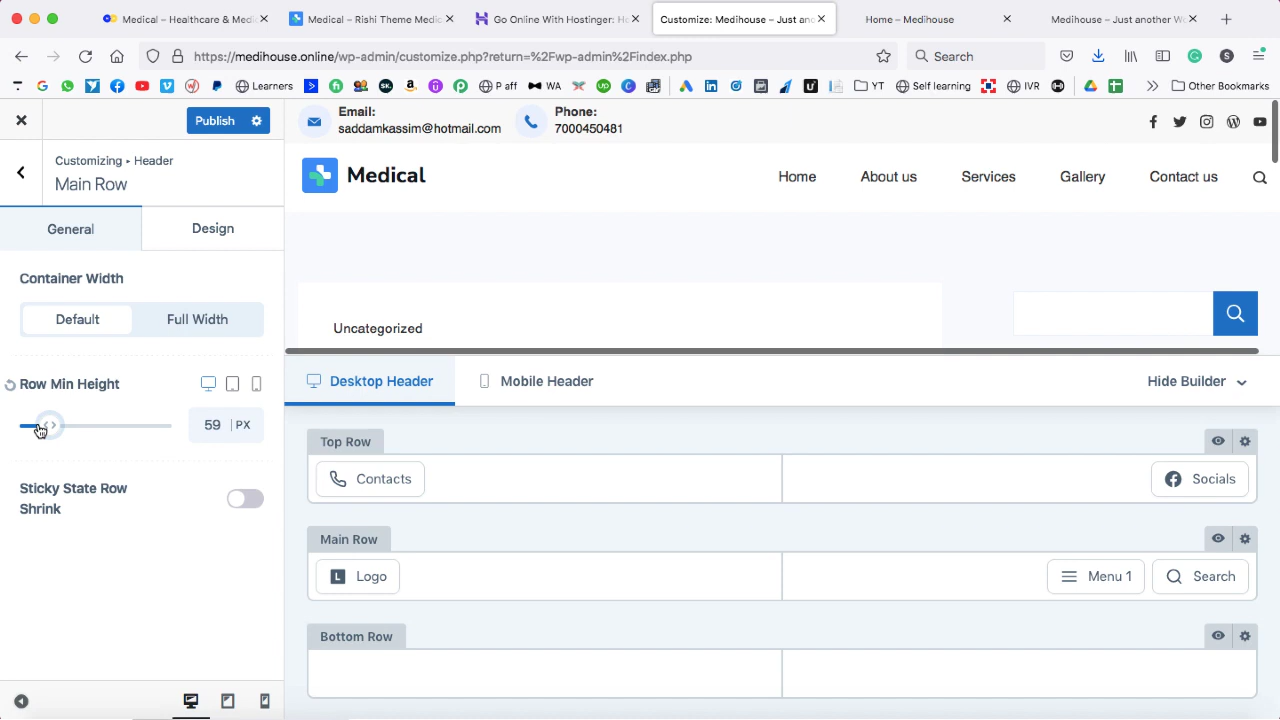 Medical – Healthcare & Medic
Medical – Rishi Theme Medic
Go Online With Hostinger: Ho
Customize: Medihouse – Just ano
Home – Medihouse
Medihouse – Just another Wo
https://medihouse.online/wp-admin/customize.php?return=%2Fwp-admin%2Findex.php
Search
Learners
P aff
WA
YT
Self learning
IVR
Other Bookmarks
Publish
Email:
saddamkassim@hotmail.com
Phone:
7000450481
Customizing ▸ Header
Main Row
Medical
Home
About us
Services
Gallery
Contact us
General
Design
Container Width
Default
Full Width
Uncategorized
Row Min Height
59 PX
Desktop Header
Mobile Header
Hide Builder
Sticky State Row
Shrink
Top Row
Contacts
Socials
Main Row
L Logo
Menu 1
Search
Bottom Row